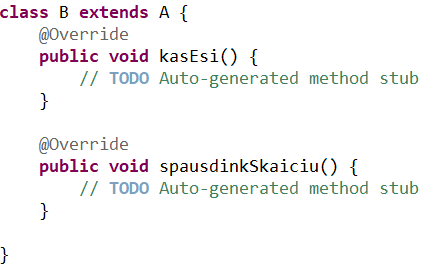 class B extends A {
    @Override
    public void kasEsi() {
        // TODO Auto-generated method stub
    }

    @Override
    public void spausdinkSkaiciu() {
        // TODO Auto-generated method stub
    }

}